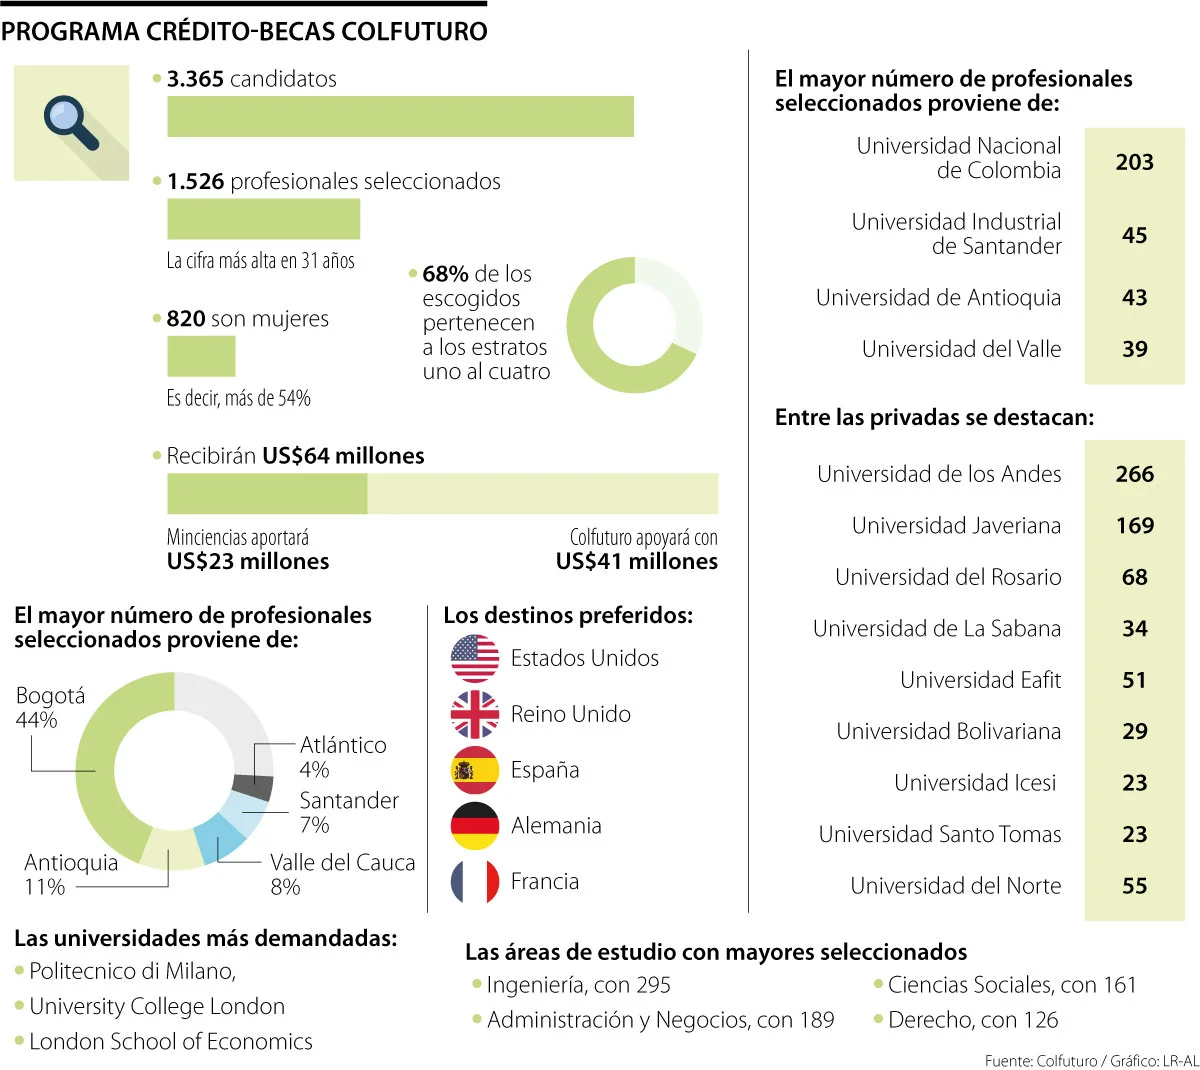 PROGRAMA CRÉDITO-BECAS COLFUTURO
• 3.365 candidatos
• 1.526 profesionales seleccionados
La cifra más alta en 31 años
• 820 son mujeres
Es decir, más de 54%
• 68% de los
escogidos
pertenecen
a los estratos
uno al cuatro
• Recibirán US$64 millones
Minciencias aportará
US$23 millones
Colfuturo apoyará con
US$41 millones
El mayor número de profesionales
seleccionados proviene de:
Bogotá
44%
Atlántico
4%
Santander
7%
Valle del Cauca
8%
Antioquia
11%
Los destinos preferidos:
Estados Unidos
Reino Unido
España
Alemania
Francia
El mayor número de profesionales
seleccionados proviene de:
Universidad Nacional
de Colombia
203
Universidad Industrial
de Santander
45
Universidad de Antioquia 43
Universidad del Valle 39
Entre las privadas se destacan:
Universidad de los Andes 266
Universidad Javeriana 169
Universidad del Rosario 68
Universidad de La Sabana 34
Universidad Eafit 51
Universidad Bolivariana 29
Universidad Icesi 23
Universidad Santo Tomas 23
Universidad del Norte 55
Las universidades más demandadas:
• Politecnico di Milano,
• University College London
• London School of Economics
Las áreas de estudio con mayores seleccionados
• Ingeniería, con 295
• Administración y Negocios, con 189
• Ciencias Sociales, con 161
• Derecho, con 126
Fuente: Colfuturo / Gráfico: LR-AL